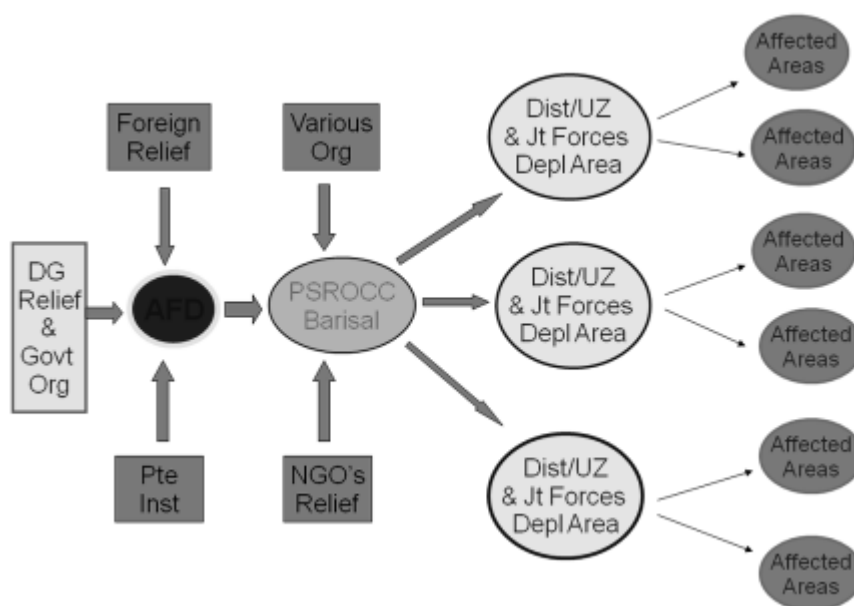 Foreign
Relief
Various
Org
DG
Relief
&
Govt
Org
AFD
PSROCC
Barisal
Pte
Inst
NGO's
Relief
Dist/UZ
& Jt Forces
Depl Area
Dist/UZ
& Jt Forces
Depl Area
Dist/UZ
& Jt Forces
Depl Area
Affected
Areas
Affected
Areas
Affected
Areas
Affected
Areas
Affected
Areas
Affected
Areas